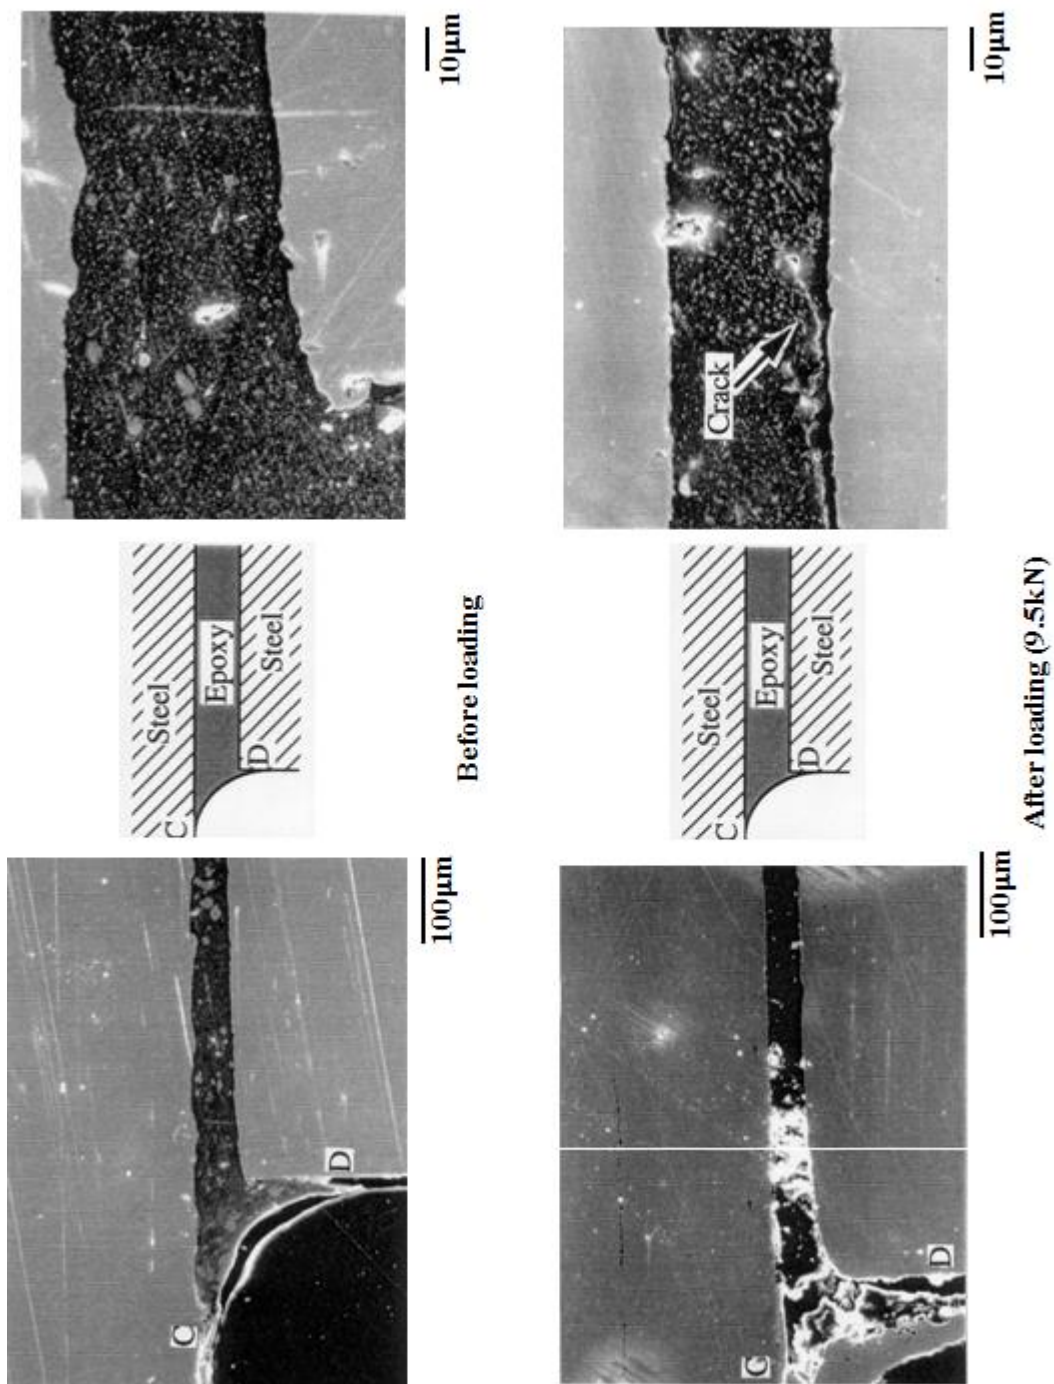 C
D
100μm
Steel
C
Epoxy
D
Steel
10μm
Before loading
C
D
100μm
Steel
C
Epoxy
D
Steel
Crack
10μm
After loading (9.5kN)